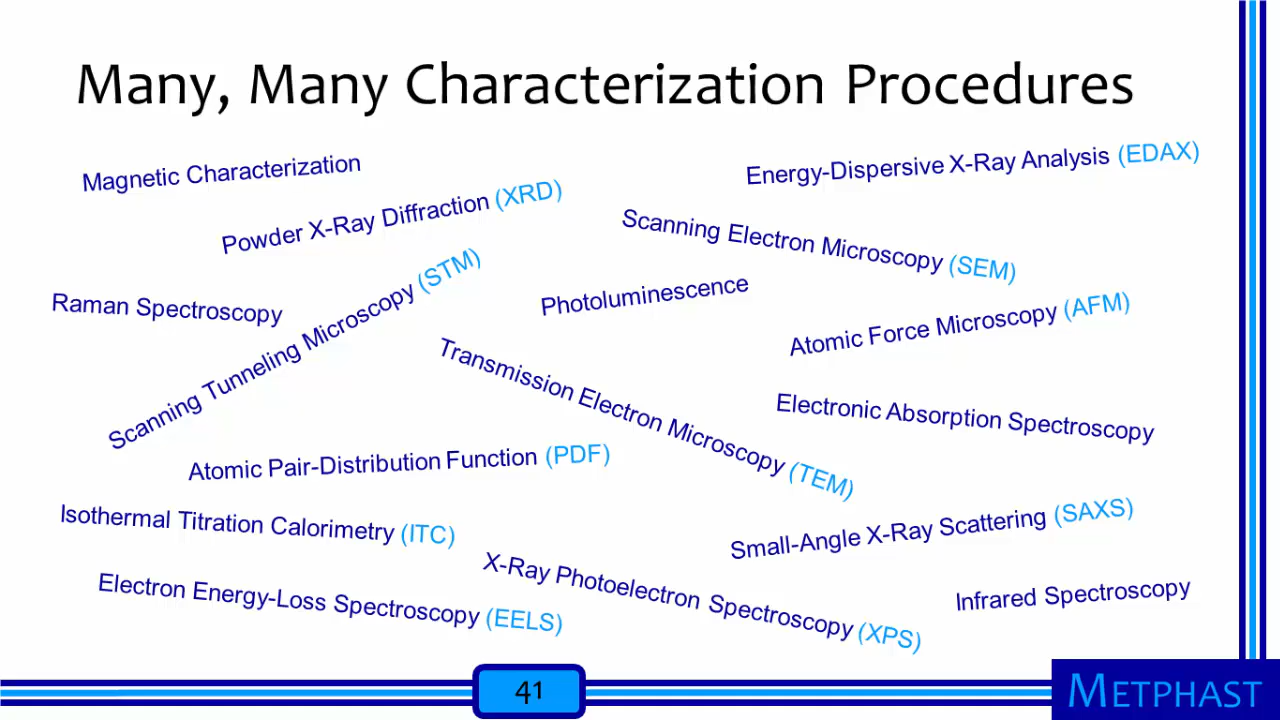 Many, Many Characterization Procedures
Magnetic Characterization
Energy-Dispersive X-Ray Analysis (EDAX)
Powder X-Ray Diffraction (XRD)
Scanning Electron Microscopy (SEM)
Raman Spectroscopy
Scanning Tunneling Microscopy (STM)
Photoluminescence
Atomic Force Microscopy (AFM)
Transmission Electron Microscopy (TEM)
Electronic Absorption Spectroscopy
Atomic Pair-Distribution Function (PDF)
Isothermal Titration Calorimetry (ITC)
Small-Angle X-Ray Scattering (SAXS)
X-Ray Photoelectron Spectroscopy (XPS)
Electron Energy-Loss Spectroscopy (EELS)
Infrared Spectroscopy
41
METPHAST